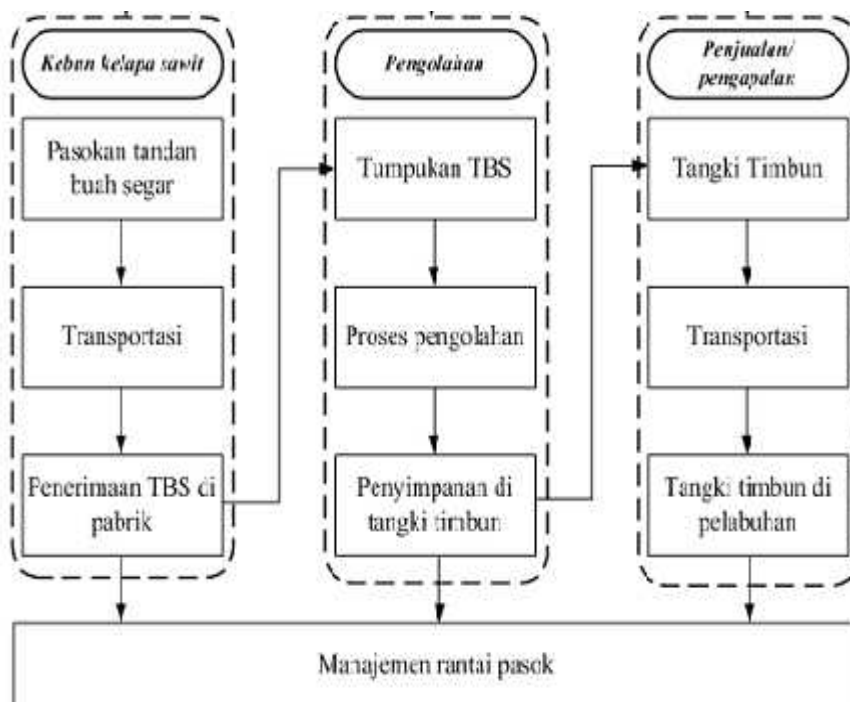 Kebun kelapa sawit
Pasokan tandan
buah segar
Transportasi
Penerimaan TBS di
pabrik
Pengolahan
Tumpukan TBS
Proses pengolahan
Penyimpanan di
tangki timbun
Penjualan/
pengapalan
Tangki Timbun
Transportasi
Tangki timbun di
pelabuhan
Manajemen rantai pasok